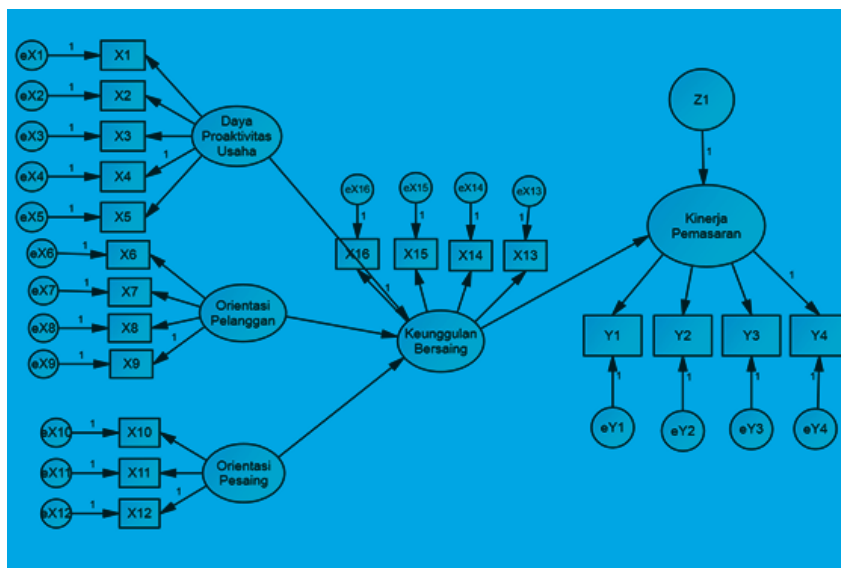 eX1 1 X1
eX2 1 X2
eX3 1 X3
eX4 1 X4 1
eX5 1 X5
Daya
Proaktivitas
Usaha
eX6 1 X6
eX7 1 X7
eX8 1 X8
eX9 1 X9 1
Orientasi
Pelanggan
eX10 1 X10
eX11 1 X11
eX12 1 X12 1
Orientasi
Pesaing
eX16 eX15 eX14 eX13
1 1 1 1
X16 X15 X14 X13
1
Keunggulan
Bersaing
Z1
1
Kinerja
Pemasaran
1
Y1 Y2 Y3 Y4
1 1 1 1
eY1 eY2 eY3 eY4